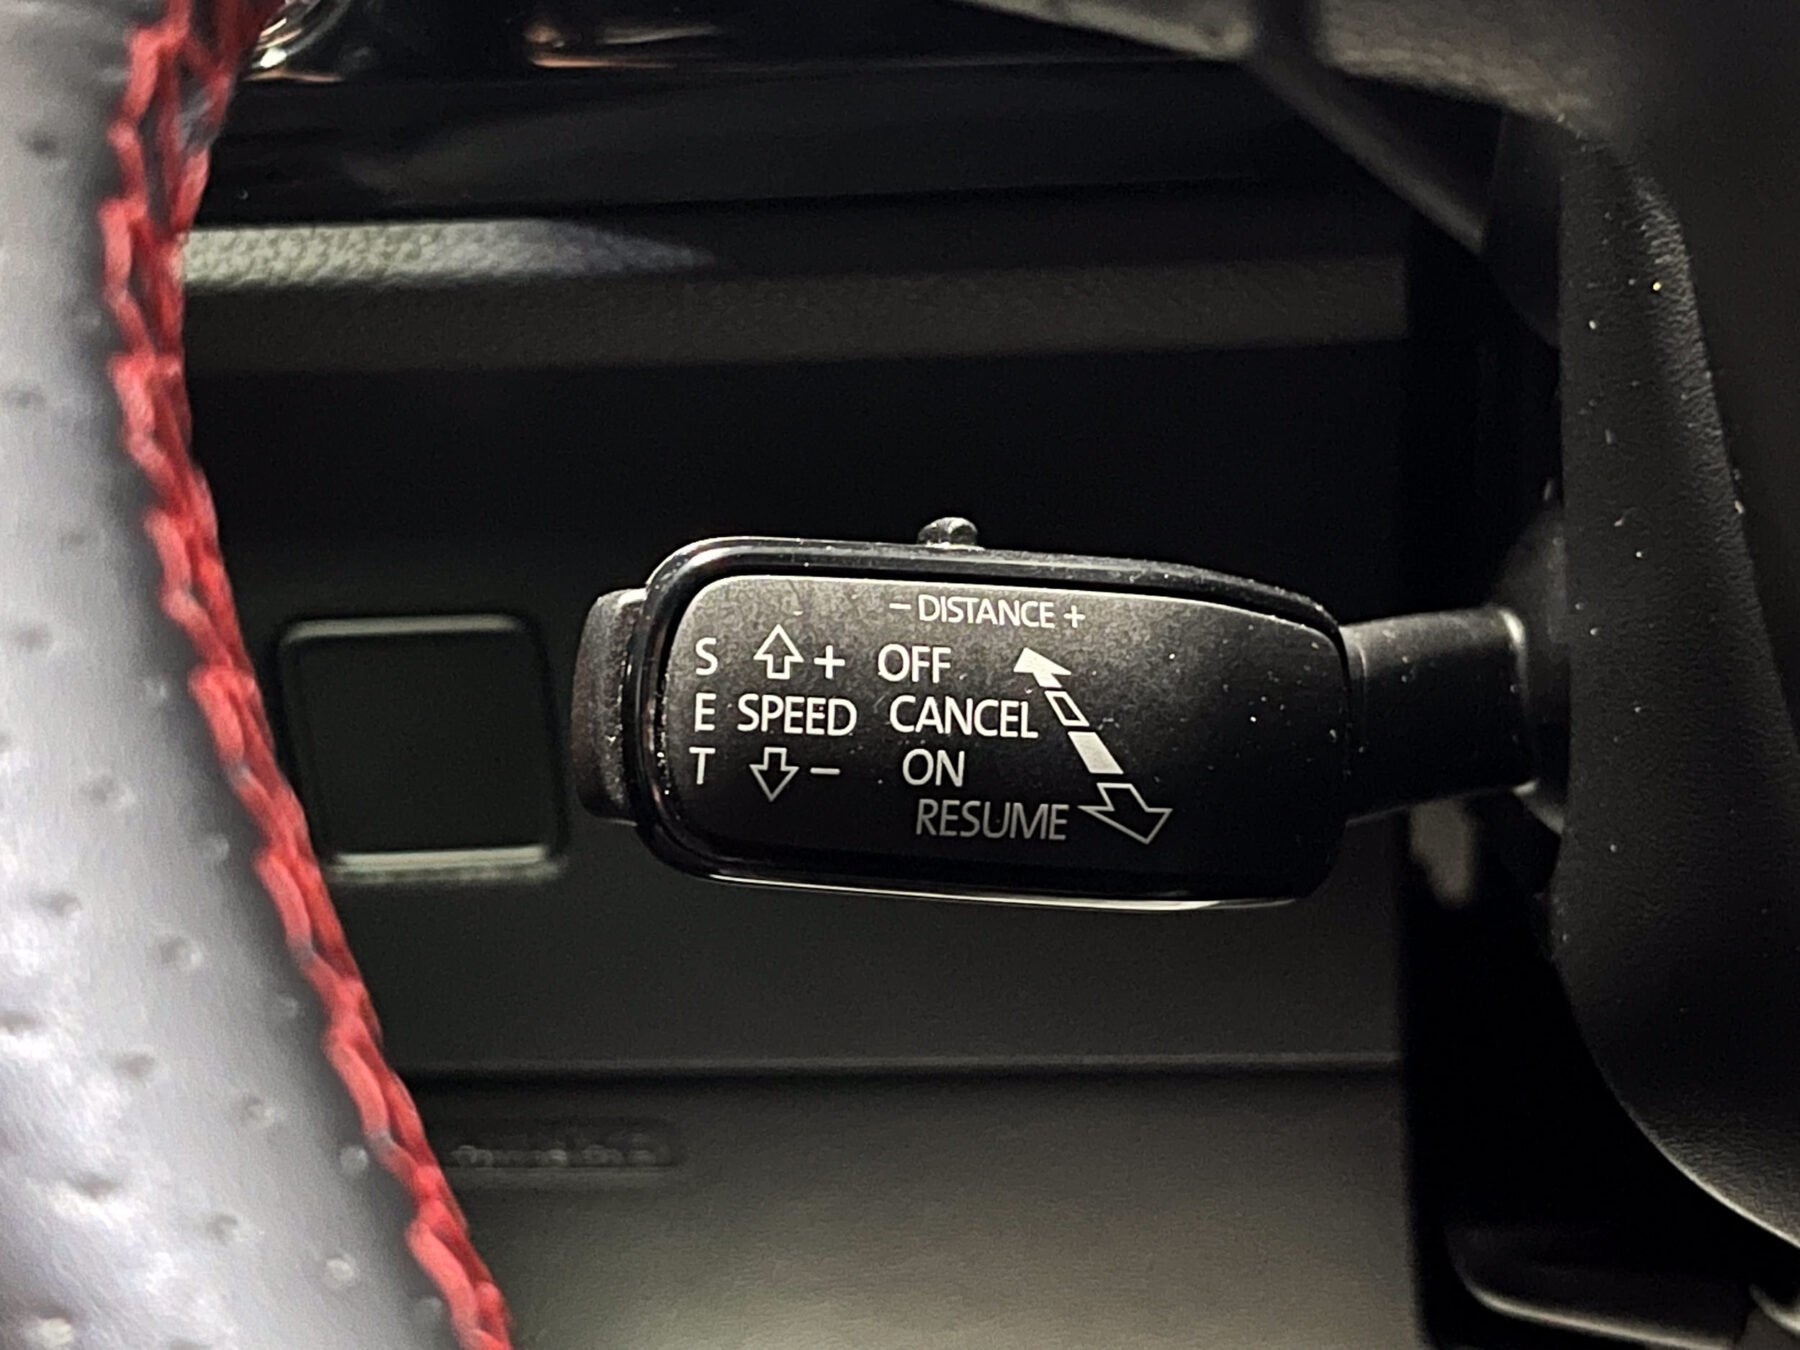 - DISTANCE +
S + OFF
E SPEED CANCEL
T - ON
RESUME